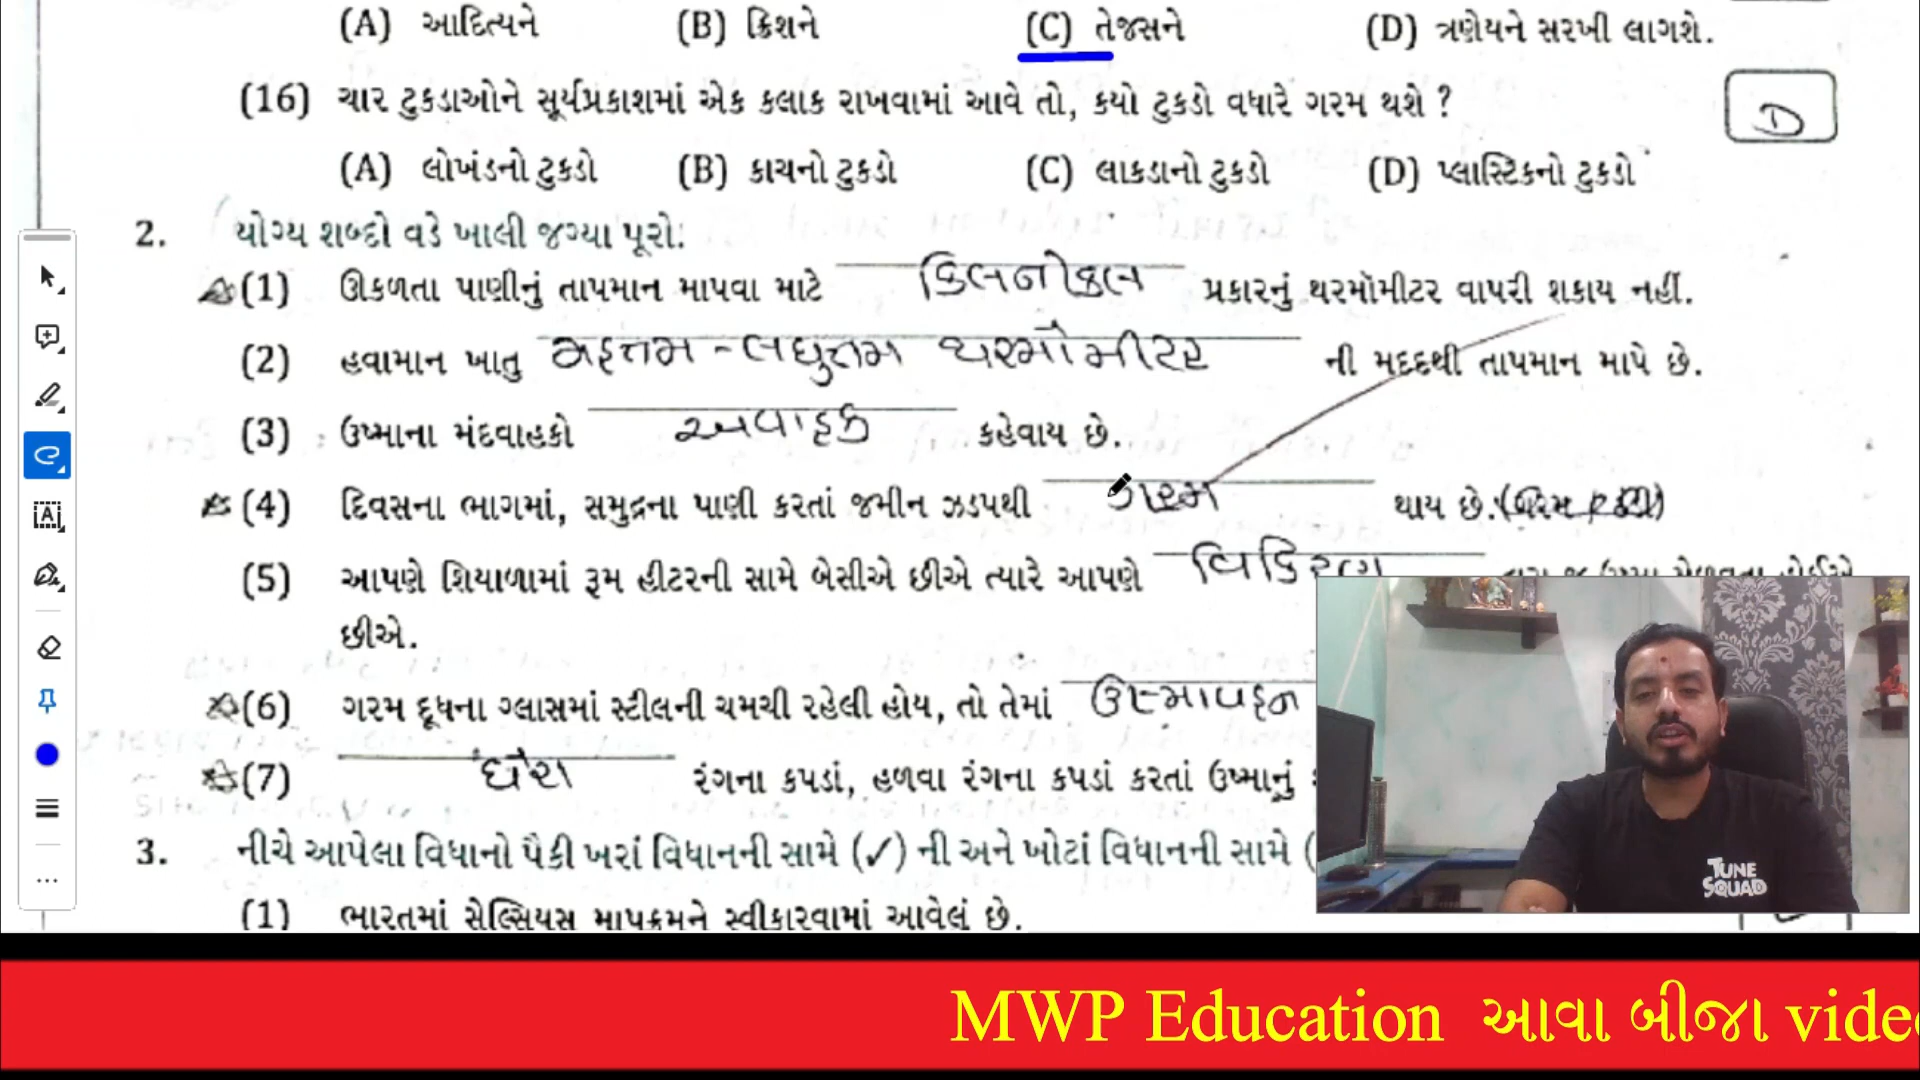 (A) આદિત્યને (B) ક્રિશને (C) તેજસને (D) ત્રણેયને સરખી લાગશે.
(16) ચાર ટુકડાઓને સૂર્યપ્રકાશમાં એક કલાક રાખવામાં આવે તો, કયો ટુકડો વધારે ગરમ થશે ? D
(A) લોખંડનો ટુકડો (B) કાચનો ટુકડો (C) લાકડાનો ટુકડો (D) પ્લાસ્ટિકનો ટુકડો
2. યોગ્ય શબ્દો વડે ખાલી જગ્યા પૂરો:
(1) ઊકળતા પાણીનું તાપમાન માપવા માટે ક્લિનીકલ પ્રકારનું થરમૉમીટર વાપરી શકાય નહીં.
(2) હવામાન ખાતુ મહત્તમ - લઘુત્તમ થરમૉમીટર ની મદદથી તાપમાન માપે છે.
(3) ઉષ્માના મંદવાહકો અવાહક કહેવાય છે.
(4) દિવસના ભાગમાં, સમુદ્રના પાણી કરતાં જમીન ઝડપથી ગરમ થાય છે.
(5) આપણે શિયાળામાં રૂમ હીટરની સામે બેસીએ છીએ ત્યારે આપણે વિકિરણ
છીએ.
(6) ગરમ દૂધના ગ્લાસમાં સ્ટીલની ચમચી રહેલી હોય, તો તેમાં ઉષ્માવહન
(7) ઘેરા રંગના કપડાં, હળવા રંગના કપડાં કરતાં ઉષ્માનું
3. નીચે આપેલા વિધાનો પૈકી ખરાં વિધાનની સામે (✓) ની અને ખોટાં વિધાનની સામે (
(1) ભારતમાં સેલ્સિયસ માપક્રમને સ્વીકારવામાં આવેલું છે.
TUNE
SQUAD
MWP Education આવા બીજા vide